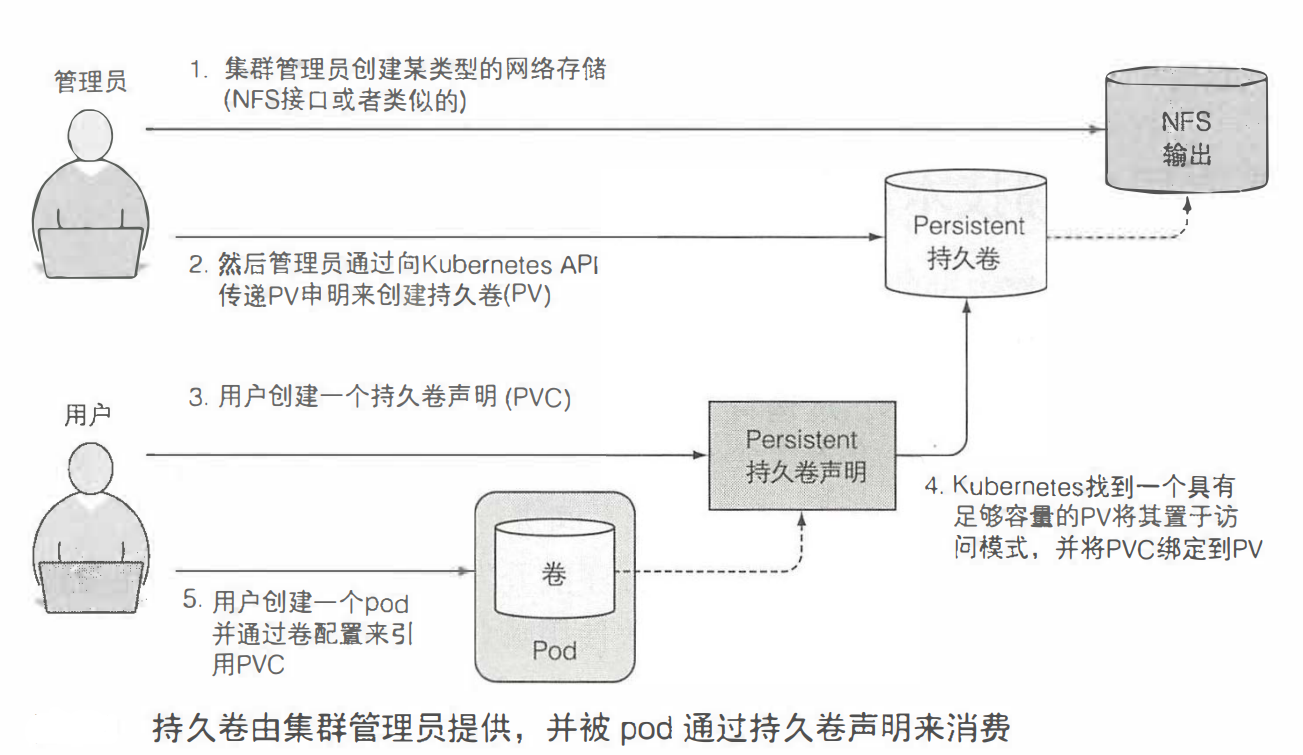 管理员
1. 集群管理员创建某类型的网络存储
(NFS接口或者类似的)
NFS
输出
Persistent
持久卷
2. 然后管理员通过向Kubernetes API
传递PV申明来创建持久卷(PV)
3. 用户创建一个持久卷声明 (PVC)
用户
Persistent
持久卷声明
4. Kubernetes找到一个具有
足够容量的PV将其置于访
问模式，并将PVC绑定到PV
卷
Pod
5. 用户创建一个pod
并通过卷配置来引
用PVC
持久卷由集群管理员提供，并被 pod 通过持久卷声明来消费